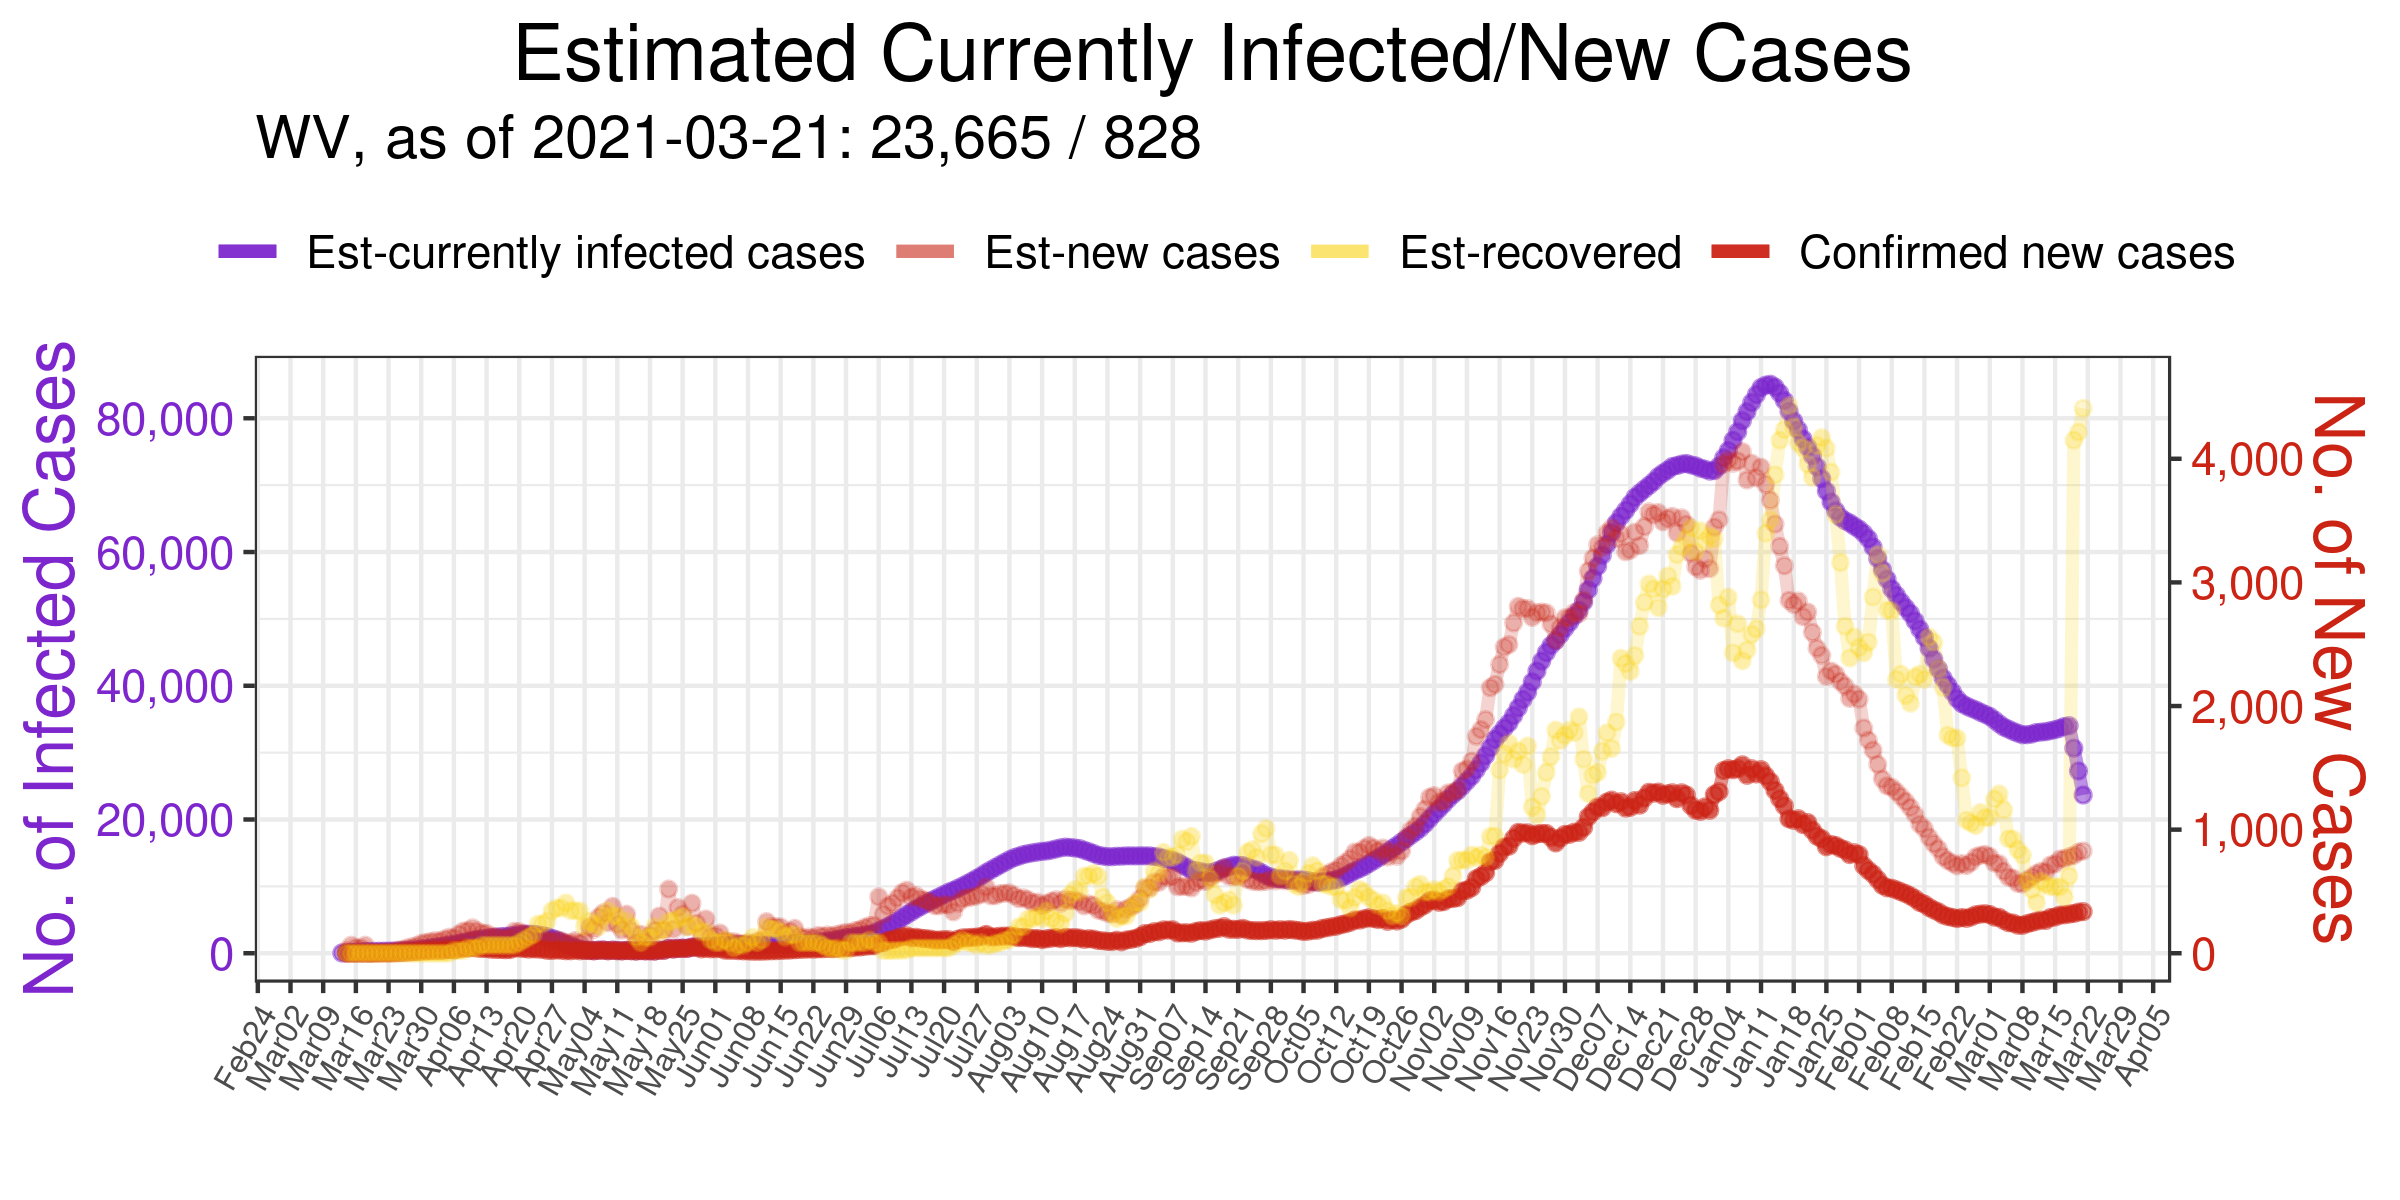 Estimated Currently Infected/New Cases
WV, as of 2021-03-21: 23,665 / 828
Est-currently infected cases Est-new cases Est-recovered Confirmed new cases
No. of Infected Cases
80,000
60,000
40,000
20,000
0
No. of New Cases
4,000
3,000
2,000
1,000
0
Feb24 Mar02 Mar09 Mar16 Mar23 Mar30 Apr06 Apr13 Apr20 Apr27 May04 May11 May18 May25 Jun01 Jun08 Jun15 Jun22 Jun29 Jul06 Jul13 Jul20 Jul27 Aug03 Aug10 Aug17 Aug24 Aug31 Sep07 Sep14 Sep21 Sep28 Oct05 Oct12 Oct19 Oct26 Nov02 Nov09 Nov16 Nov23 Nov30 Dec07 Dec14 Dec21 Dec28 Jan04 Jan11 Jan18 Jan25 Feb01 Feb08 Feb15 Feb22 Mar01 Mar08 Mar15 Mar22 Mar29 Apr05